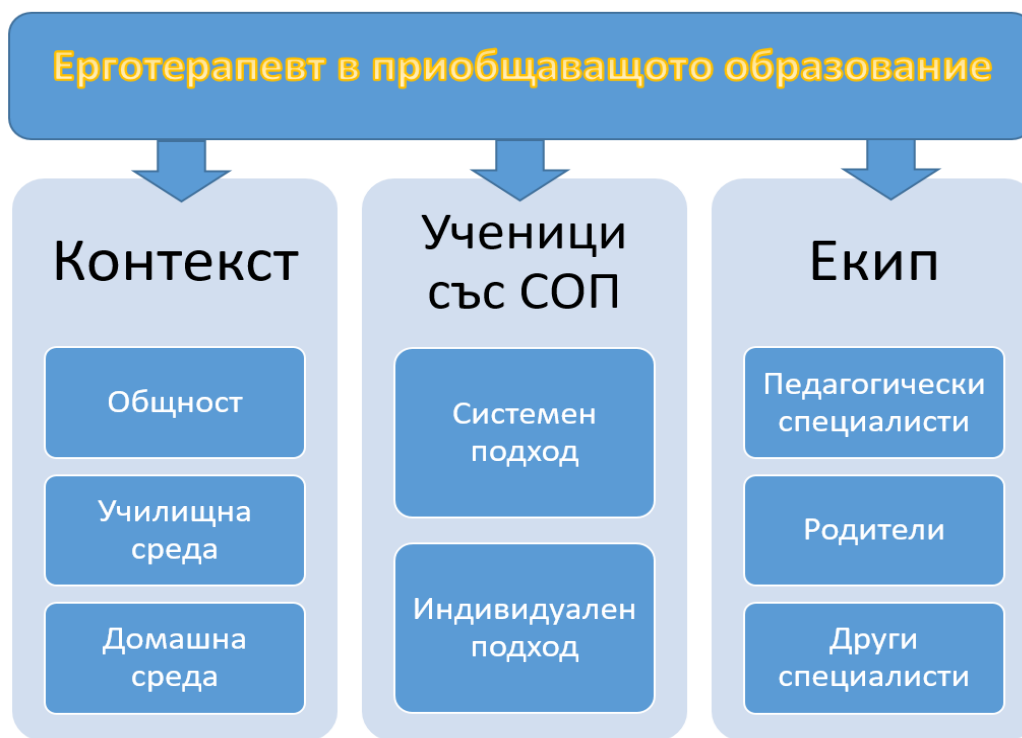 Ерготерапевт в приобщаващото образование
Контекст
Общност
Училищна
среда
Домашна
среда
Ученици
със СОП
Системен
подход
Индивидуален
подход
Екип
Педагогически
специалисти
Родители
Други
специалисти